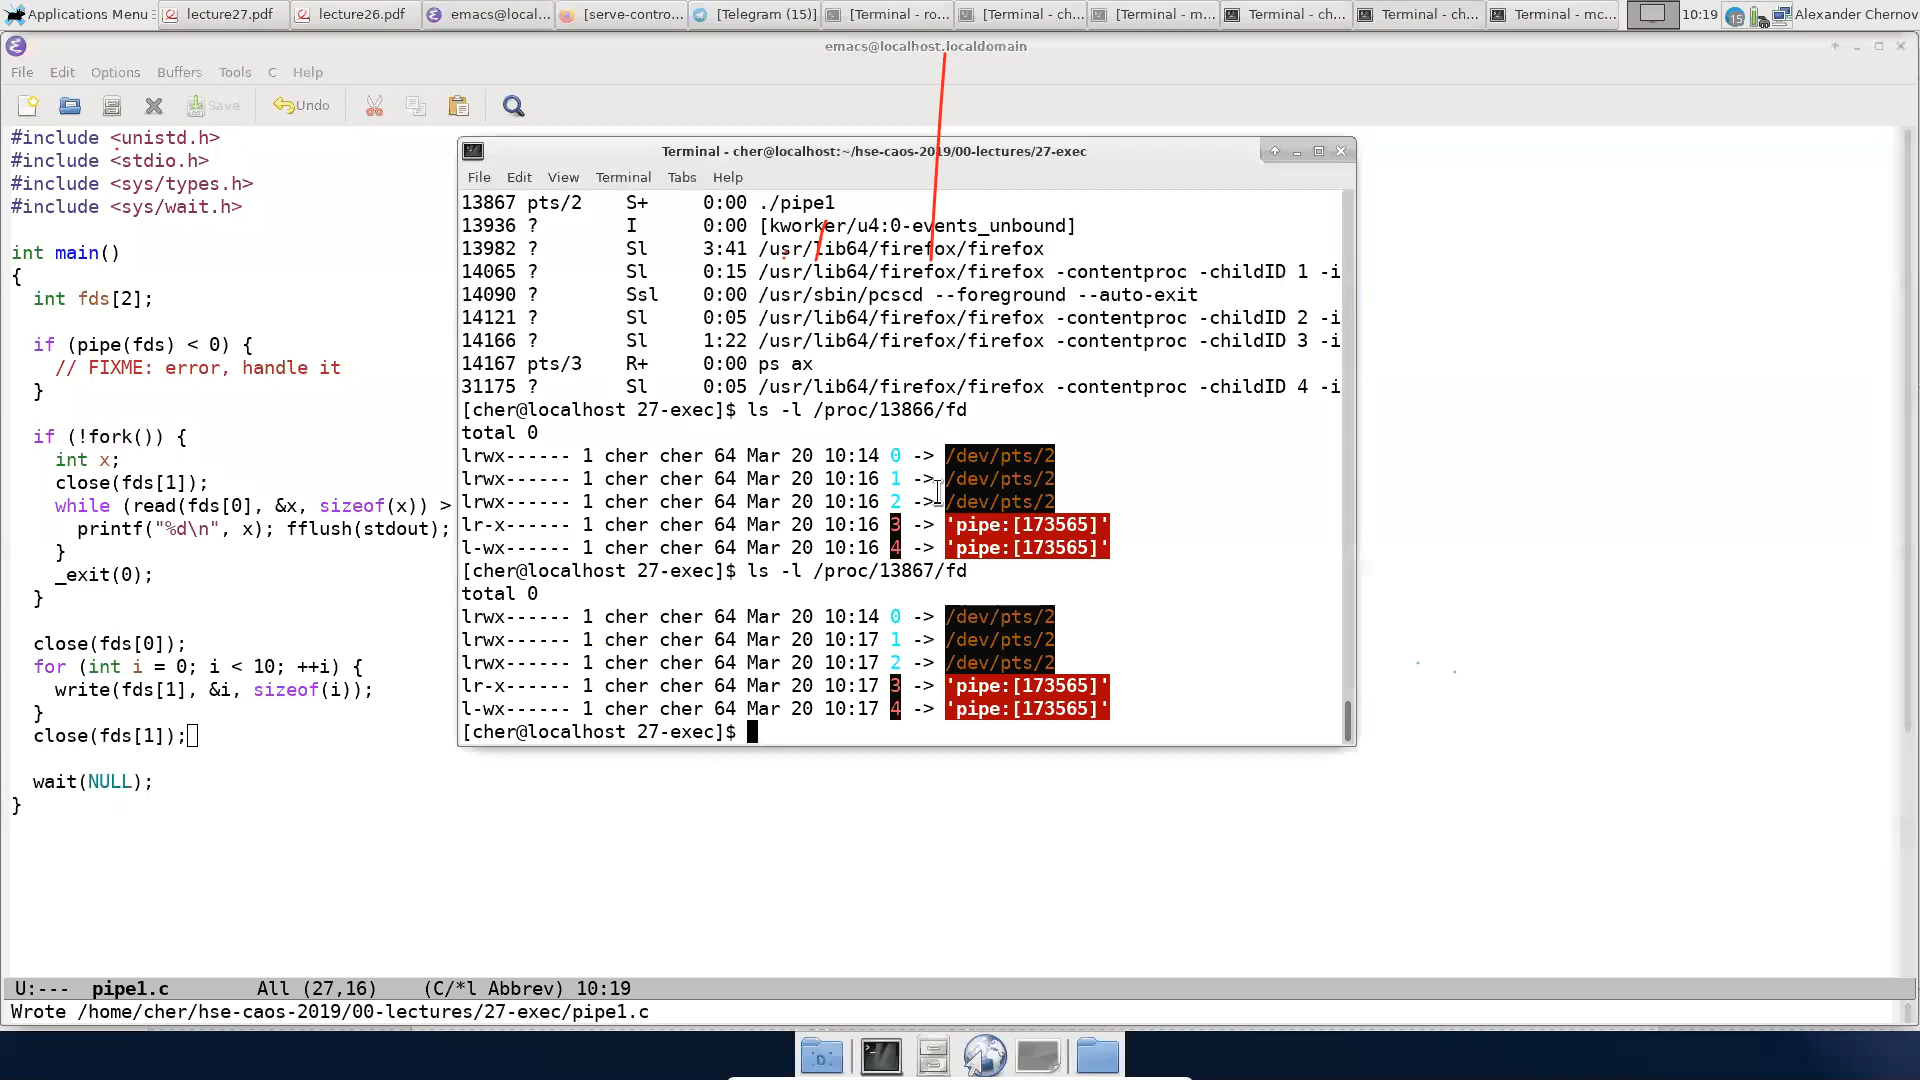 Applications Menu
lecture27.pdf
lecture26.pdf
emacs@local...
[serve-contro...
[Telegram (15)]
[Terminal - ro...
[Terminal - ch...
[Terminal - m...
Terminal - ch...
Terminal - ch...
Terminal - mc...
10:19
15
Alexander Chernov
emacs@localhost.localdomain
File Edit Options Buffers Tools C Help
Save
Undo
#include <unistd.h>
#include <stdio.h>
#include <sys/types.h>
#include <sys/wait.h>
int main()
{
int fds[2];
if (pipe(fds) < 0) {
// FIXME: error, handle it
}
if (!fork()) {
int x;
close(fds[1]);
while (read(fds[0], &x, sizeof(x)) >
printf("%d\n", x); fflush(stdout);
}
_exit(0);
}
close(fds[0]);
for (int i = 0; i < 10; ++i) {
write(fds[1], &i, sizeof(i));
}
close(fds[1]);
wait(NULL);
}
Terminal - cher@localhost:~/hse-caos-2019/00-lectures/27-exec
File Edit View Terminal Tabs Help
13867 pts/2 S+ 0:00 ./pipe1
13936 ? I 0:00 [kworker/u4:0-events_unbound]
13982 ? Sl 3:41 /usr/lib64/firefox/firefox
14065 ? Sl 0:15 /usr/lib64/firefox/firefox -contentproc -childID 1 -i
14090 ? Ssl 0:00 /usr/sbin/pcscd --foreground --auto-exit
14121 ? Sl 0:05 /usr/lib64/firefox/firefox -contentproc -childID 2 -i
14166 ? Sl 1:22 /usr/lib64/firefox/firefox -contentproc -childID 3 -i
14167 pts/3 R+ 0:00 ps ax
31175 ? Sl 0:05 /usr/lib64/firefox/firefox -contentproc -childID 4 -i
[cher@localhost 27-exec]$ ls -l /proc/13866/fd
total 0
lrwx------ 1 cher cher 64 Mar 20 10:14 0 -> /dev/pts/2
lrwx------ 1 cher cher 64 Mar 20 10:16 1 -> /dev/pts/2
lrwx------ 1 cher cher 64 Mar 20 10:16 2 -> /dev/pts/2
lr-x------ 1 cher cher 64 Mar 20 10:16 3 -> 'pipe:[173565]'
l-wx------ 1 cher cher 64 Mar 20 10:16 4 -> 'pipe:[173565]'
[cher@localhost 27-exec]$ ls -l /proc/13867/fd
total 0
lrwx------ 1 cher cher 64 Mar 20 10:14 0 -> /dev/pts/2
lrwx------ 1 cher cher 64 Mar 20 10:17 1 -> /dev/pts/2
lrwx------ 1 cher cher 64 Mar 20 10:17 2 -> /dev/pts/2
lr-x------ 1 cher cher 64 Mar 20 10:17 3 -> 'pipe:[173565]'
l-wx------ 1 cher cher 64 Mar 20 10:17 4 -> 'pipe:[173565]'
[cher@localhost 27-exec]$
U:--- pipe1.c All (27,16) (C/*l Abbrev) 10:19
Wrote /home/cher/hse-caos-2019/00-lectures/27-exec/pipe1.c